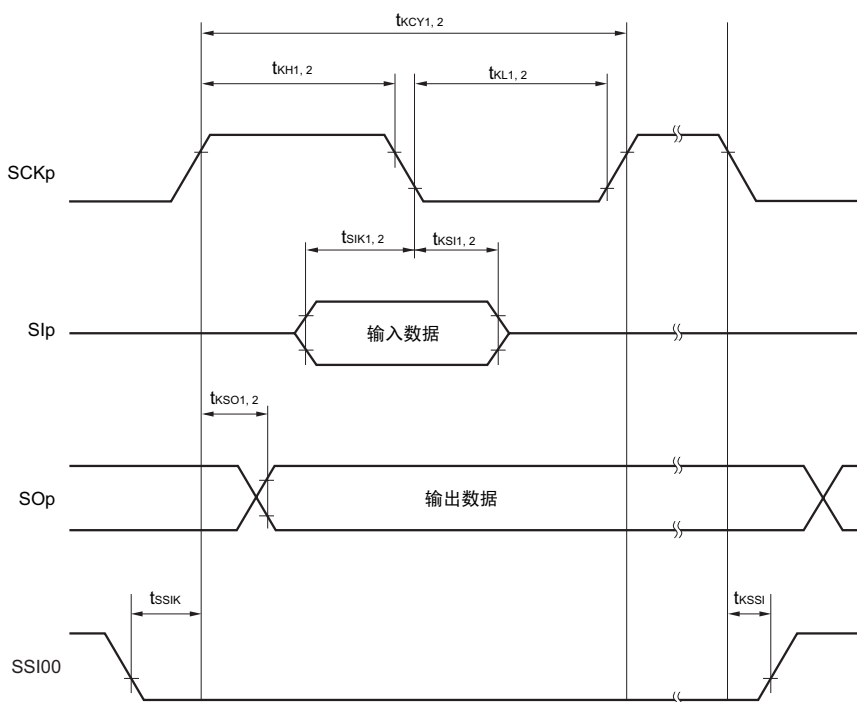 tKCY1, 2
tKH1, 2
tKL1, 2
SCKp
tSIK1, 2
tKSI1, 2
SIp
输入数据
tKSO1, 2
SOp
输出数据
tSSIK
tKSSI
SSI00